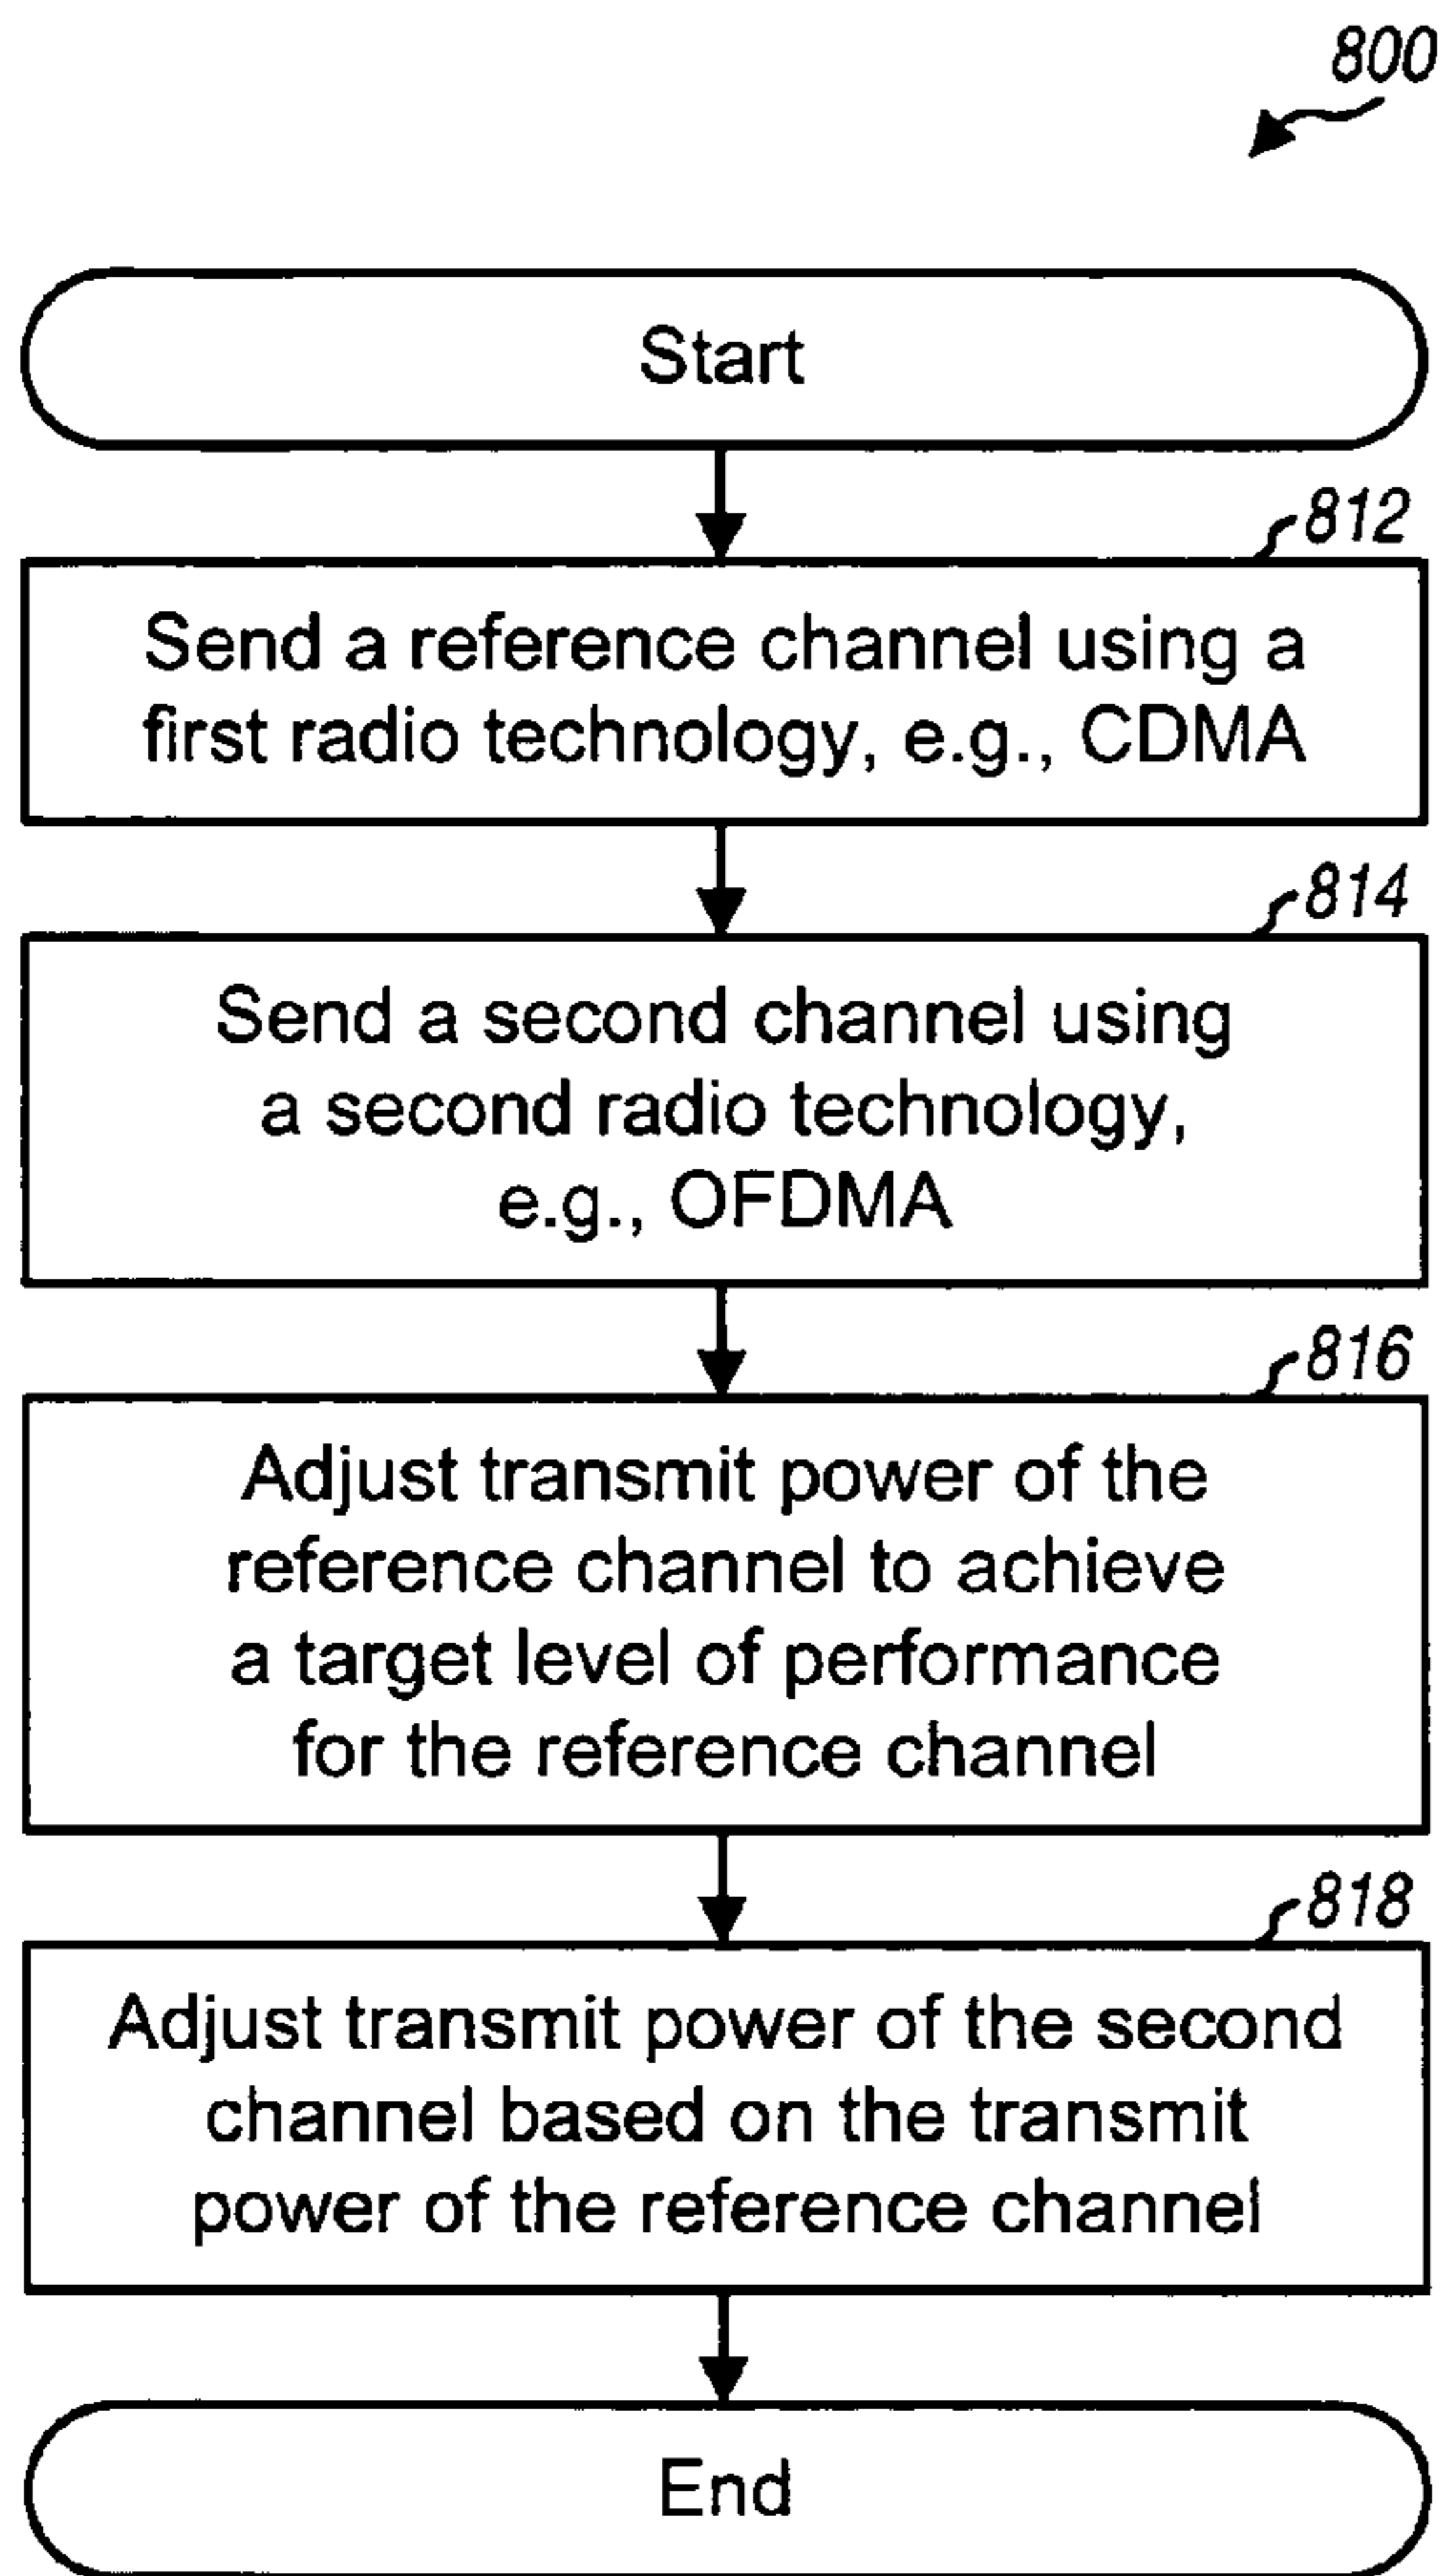 800
Start
812
Send a reference channel using a
first radio technology, e.g., CDMA
814
Send a second channel using
a second radio technology,
e.g., OFDMA
816
Adjust transmit power of the
reference channel to achieve
a target level of performance
for the reference channel
818
Adjust transmit power of the second
channel based on the transmit
power of the reference channel
End